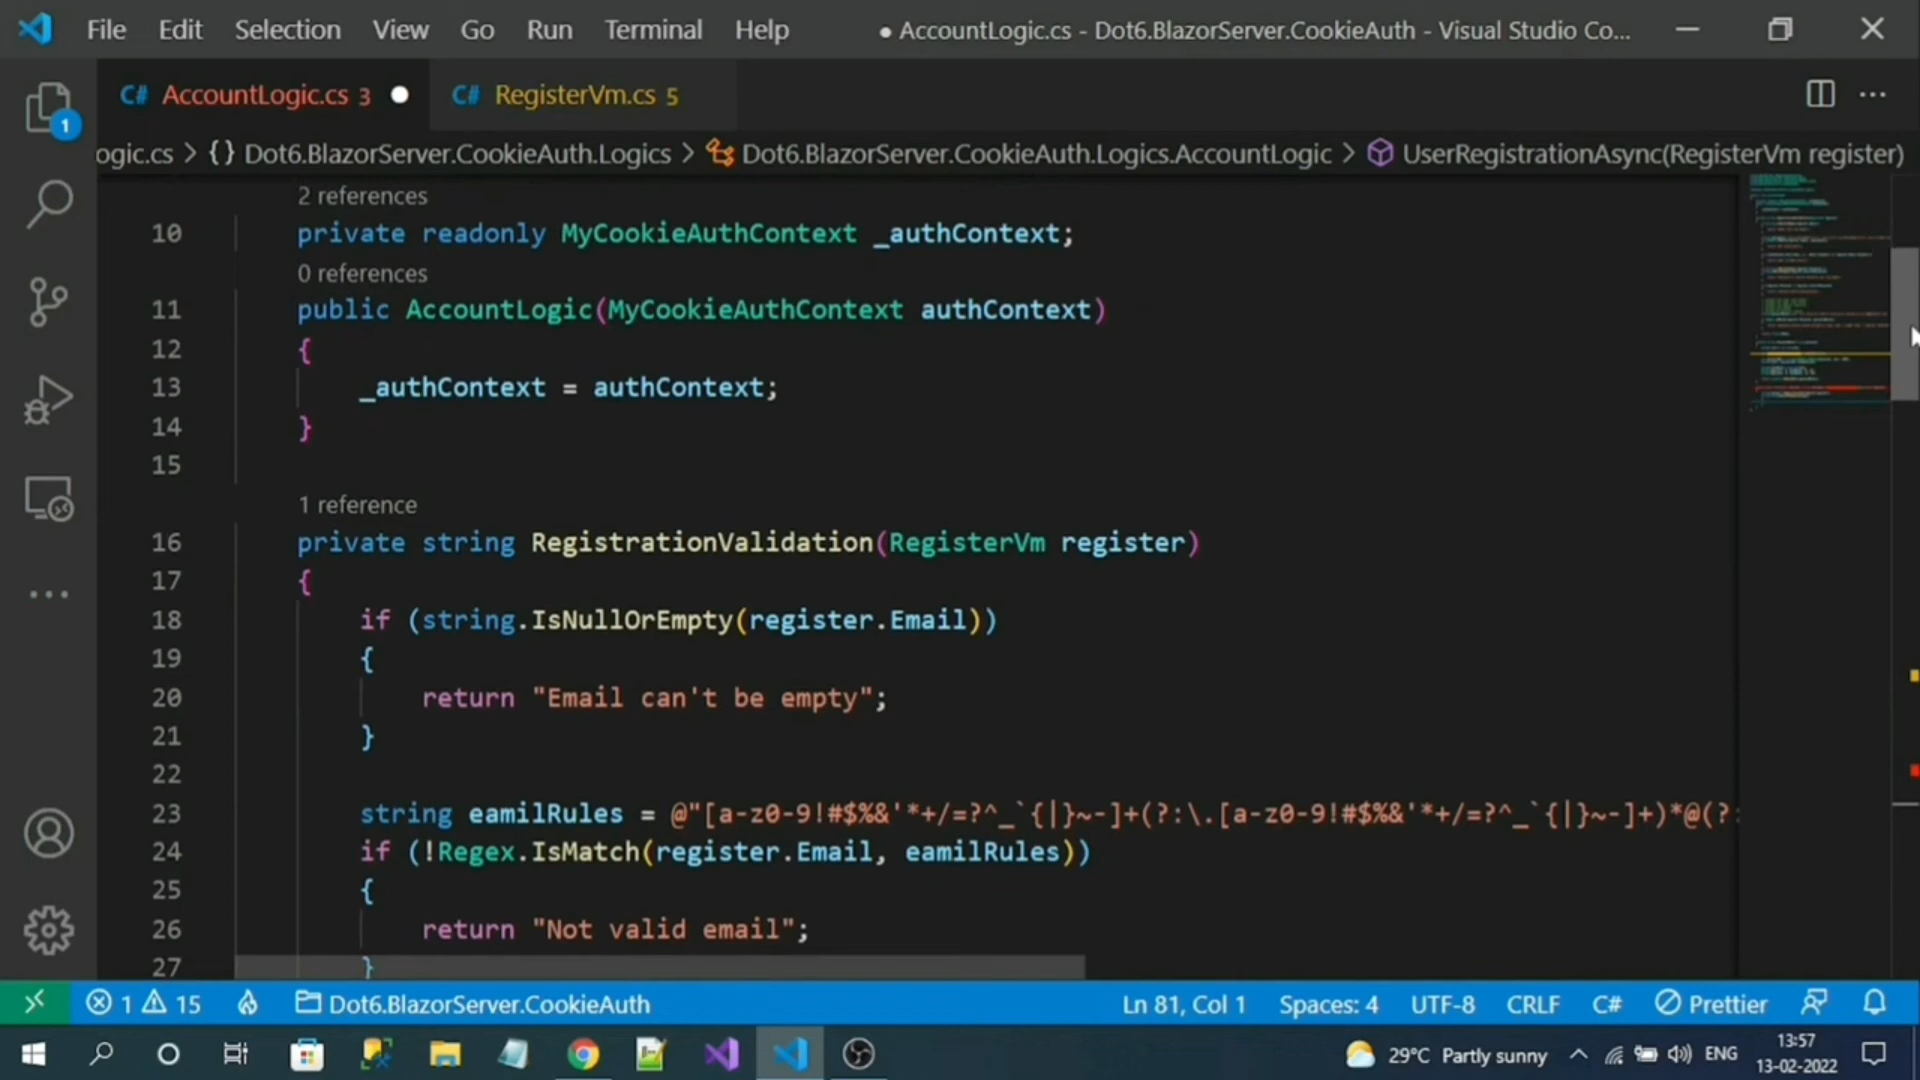 File Edit Selection View Go Run Terminal Help ● AccountLogic.cs - Dot6.BlazorServer.CookieAuth - Visual Studio Co...
C# AccountLogic.cs 3 ● C# RegisterVm.cs 5
1
ogic.cs > {} Dot6.BlazorServer.CookieAuth.Logics > Dot6.BlazorServer.CookieAuth.Logics.AccountLogic > UserRegistrationAsync(RegisterVm register)
2 references
10 private readonly MyCookieAuthContext _authContext;
0 references
11 public AccountLogic(MyCookieAuthContext authContext)
12 {
13 _authContext = authContext;
14 }
15
1 reference
16 private string RegistrationValidation(RegisterVm register)
17 {
18 if (string.IsNullOrEmpty(register.Email))
19 {
20 return "Email can't be empty";
21 }
22
23 string eamilRules = @"[a-z0-9!#$%&'*+/=?^_`{|}~-]+(?:\.[a-z0-9!#$%&'*+/=?^_`{|}~-]+)*@(?:
24 if (!Regex.IsMatch(register.Email, eamilRules))
25 {
26 return "Not valid email";
27 }
1 15 Dot6.BlazorServer.CookieAuth Ln 81, Col 1 Spaces: 4 UTF-8 CRLF C# Prettier
29°C Partly sunny ENG 13:57
13-02-2022